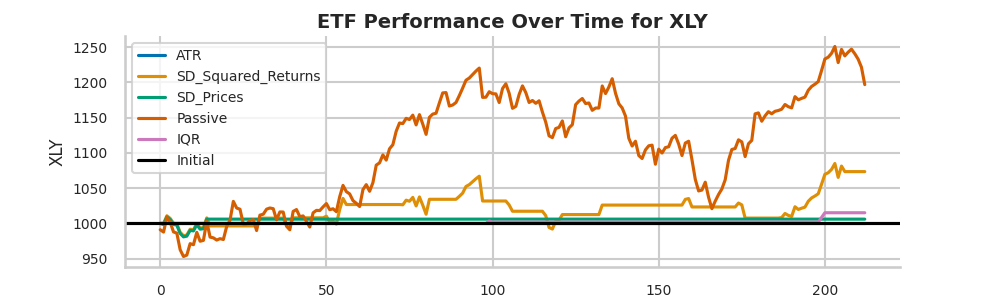 ETF Performance Over Time for XLY
1250
1200
1150
1100
1050
1000
950
XLY
ATR
SD_Squared_Returns
SD_Prices
Passive
IQR
Initial
0
50
100
150
200